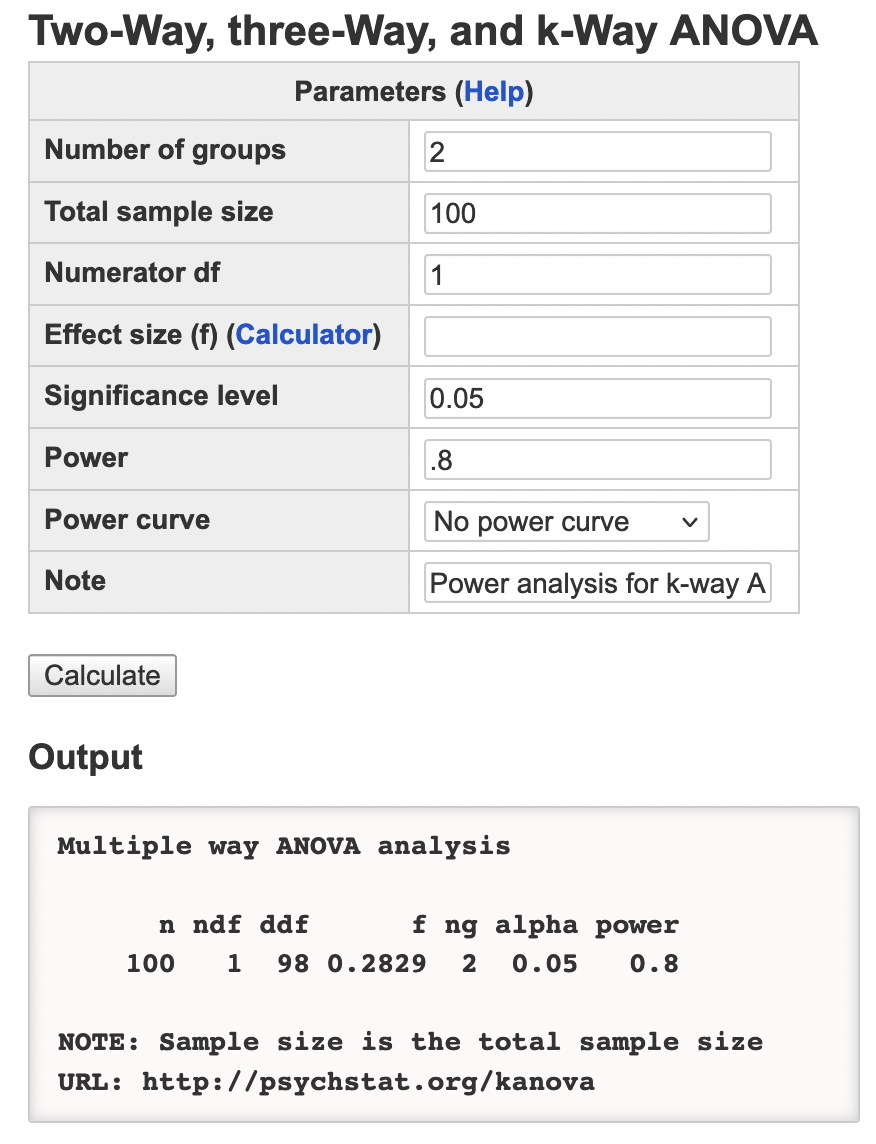 Two-Way, three-Way, and k-Way ANOVA
Parameters (Help)
Number of groups 2
Total sample size 100
Numerator df 1
Effect size (f) (Calculator)
Significance level 0.05
Power .8
Power curve No power curve
Note Power analysis for k-way A
Calculate
Output
Multiple way ANOVA analysis
n ndf ddf f ng alpha power
100 1 98 0.2829 2 0.05 0.8
NOTE: Sample size is the total sample size
URL: http://psychstat.org/kanova